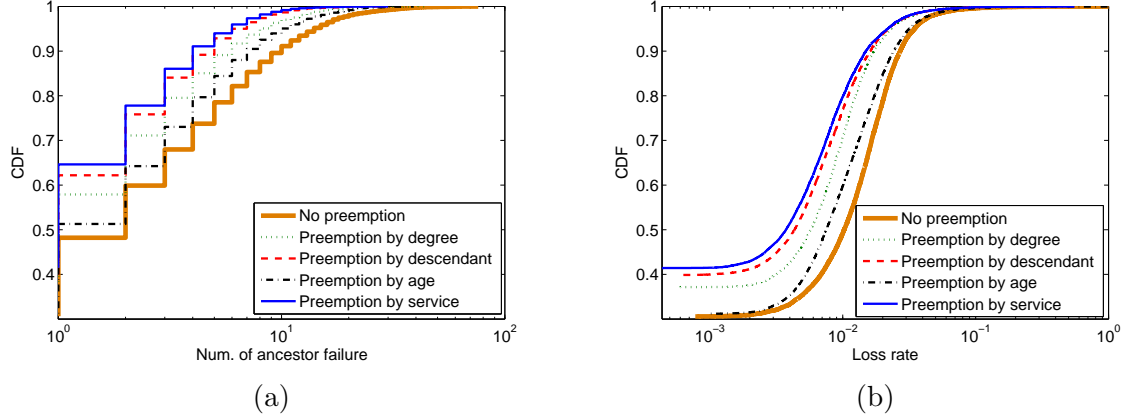 1
0.9
0.8
0.7
0.6
0.5
0.4
CDF
10^0
10^1
10^2
Num. of ancestor failure
No preemption
Preemption by degree
Preemption by descendant
Preemption by age
Preemption by service
(a)
1
0.9
0.8
0.7
0.6
0.5
0.4
CDF
10^−3
10^−2
10^−1
10^0
Loss rate
No preemption
Preemption by degree
Preemption by descendant
Preemption by age
Preemption by service
(b)